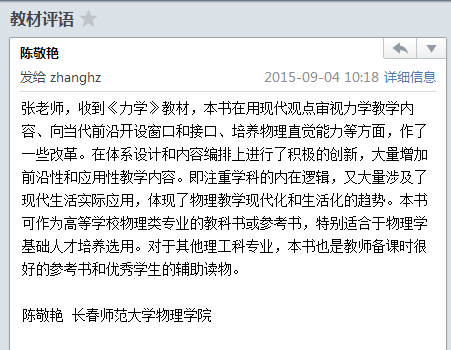 教材评语
陈敬艳
发给 zhanghz 2015-09-04 10:18 详细信息
张老师，收到《力学》教材，本书在用现代观点审视力学教学内
容、向当代前沿开设窗口和接口、培养物理直觉能力等方面，作了
一些改革。在体系设计和内容编排上进行了积极的创新，大量增加
前沿性和应用性教学内容。即注重学科的内在逻辑，又大量涉及了
现代生活实际应用，体现了物理教学现代化和生活化的趋势。本书
可作为高等学校物理类专业的教科书或参考书，特别适合于物理学
基础人才培养选用。对于其他理工科专业，本书也是教师备课时很
好的参考书和优秀学生的辅助读物。
陈敬艳 长春师范大学物理学院